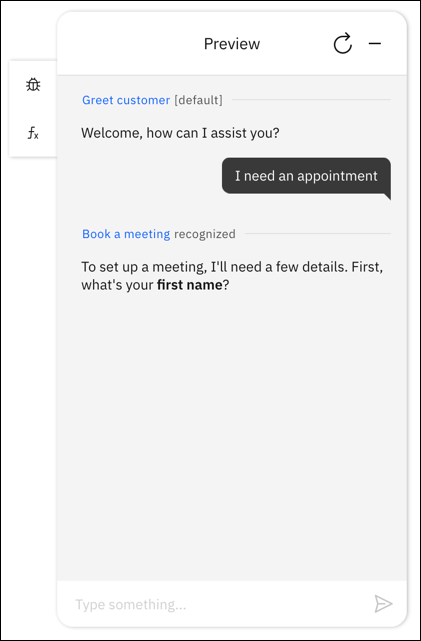 Preview
fx
Greet customer [default]
Welcome, how can I assist you?
I need an appointment
Book a meeting recognized
To set up a meeting, I'll need a few details. First,
what's your first name?
Type something...